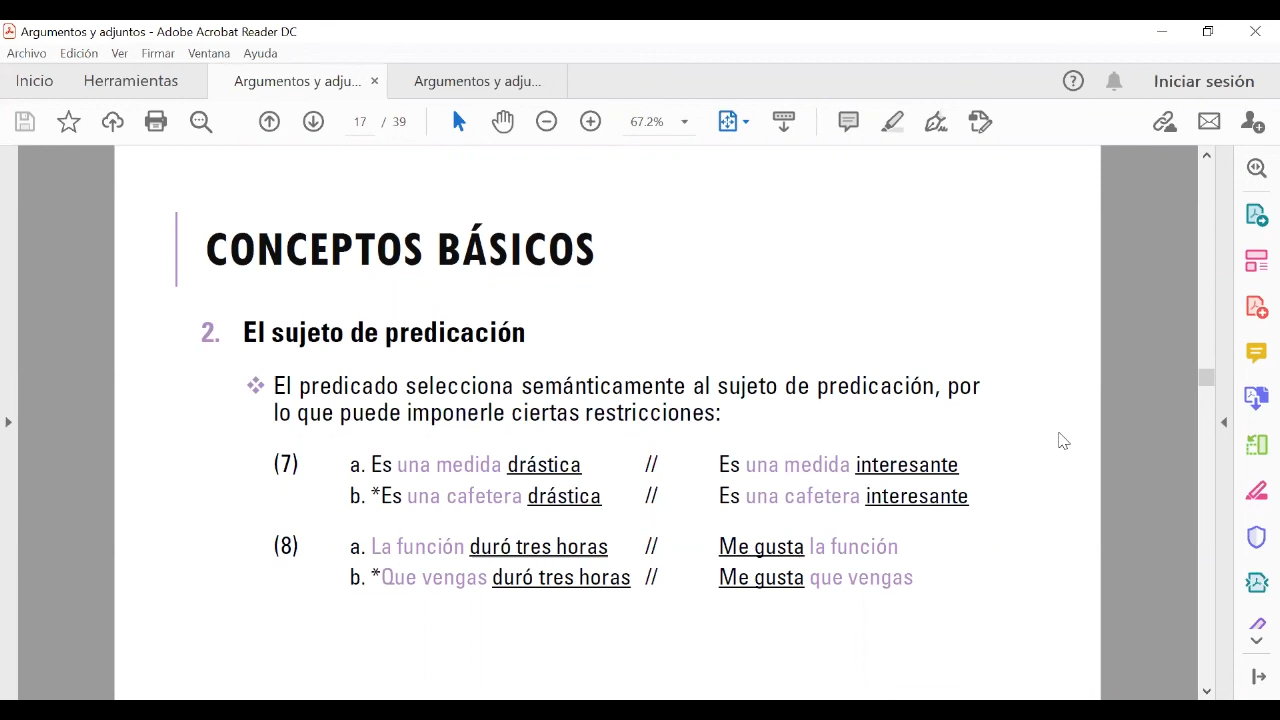 Argumentos y adjuntos - Adobe Acrobat Reader DC
Archivo Edición Ver Firmar Ventana Ayuda
Inicio Herramientas Argumentos y adju... × Argumentos y adju... Iniciar sesión
17 / 39 67.2%
CONCEPTOS BÁSICOS
2. El sujeto de predicación
❖ El predicado selecciona semánticamente al sujeto de predicación, por
lo que puede imponerle ciertas restricciones:
(7) a. Es una medida drástica // Es una medida interesante
b. *Es una cafetera drástica // Es una cafetera interesante
(8) a. La función duró tres horas // Me gusta la función
b. *Que vengas duró tres horas // Me gusta que vengas